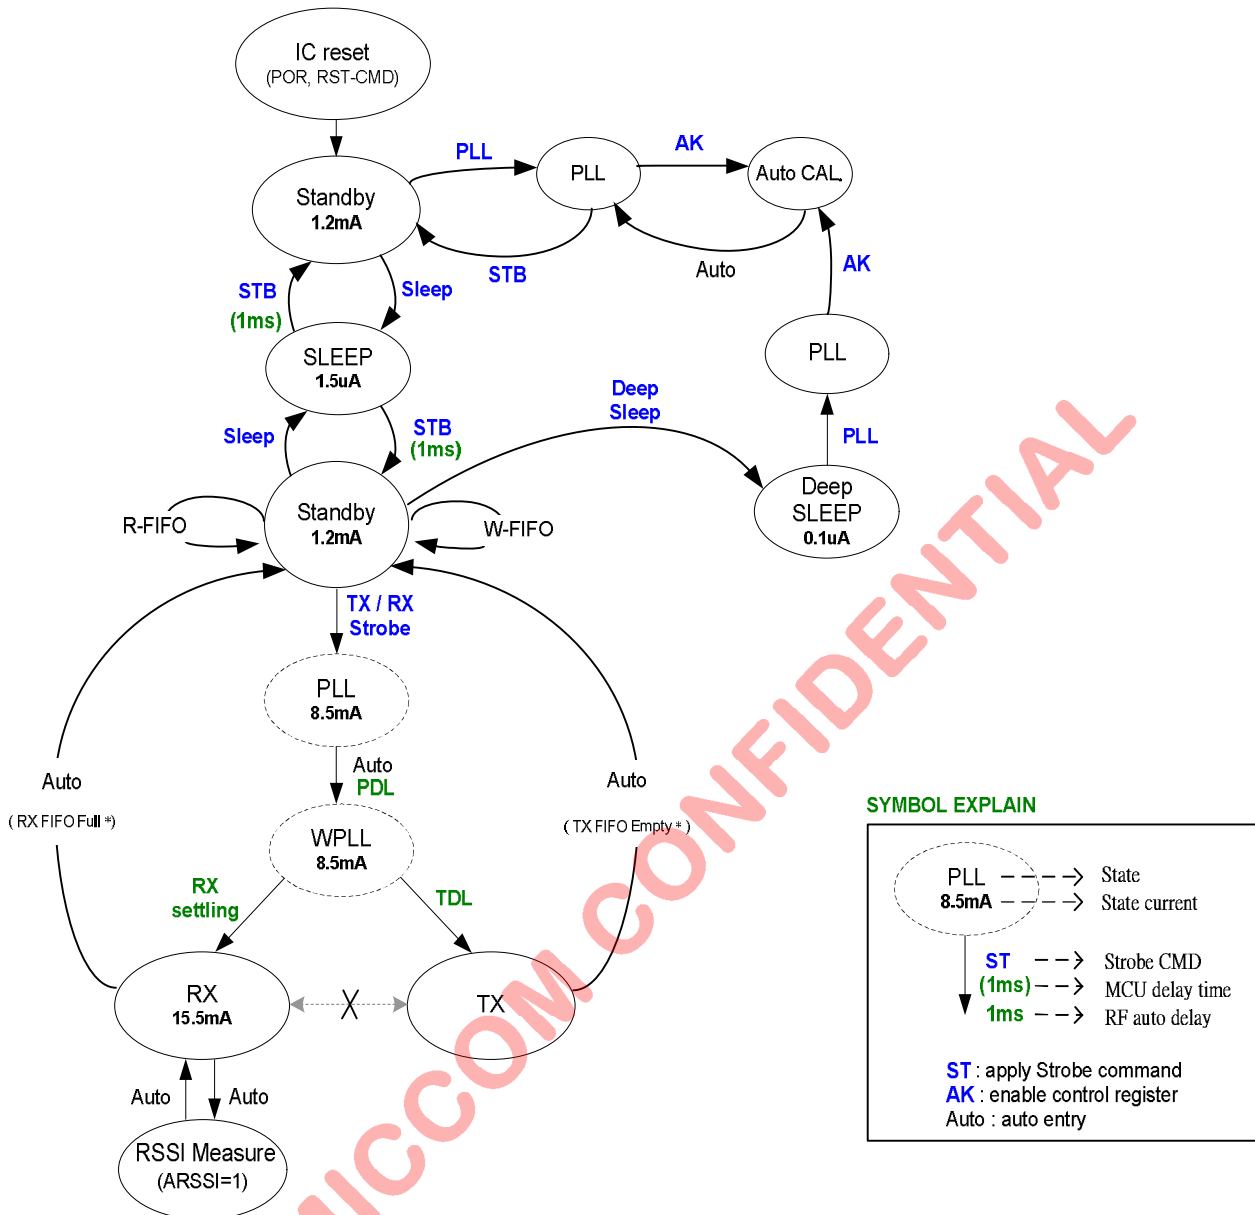 IC reset
(POR, RST-CMD)
PLL
AK
PLL
Auto CAL.
Standby
1.2mA
STB
Auto
AK
STB
(1ms)
Sleep
SLEEP
1.5uA
PLL
Deep
Sleep
Sleep
STB
(1ms)
PLL
Deep
SLEEP
0.1uA
Standby
1.2mA
R-FIFO
W-FIFO
TX / RX
Strobe
PLL
8.5mA
Auto
PDL
Auto
( RX FIFO Full *)
Auto
( TX FIFO Empty * )
WPLL
8.5mA
RX
settling
TDL
RX
15.5mA
X
TX
Auto
Auto
RSSI Measure
(ARSSI=1)
SYMBOL EXPLAIN
PLL
8.5mA
State
State current
ST
Strobe CMD
(1ms)
MCU delay time
1ms
RF auto delay
ST : apply Strobe command
AK : enable control register
Auto : auto entry
MICCOM CONFIDENTIAL